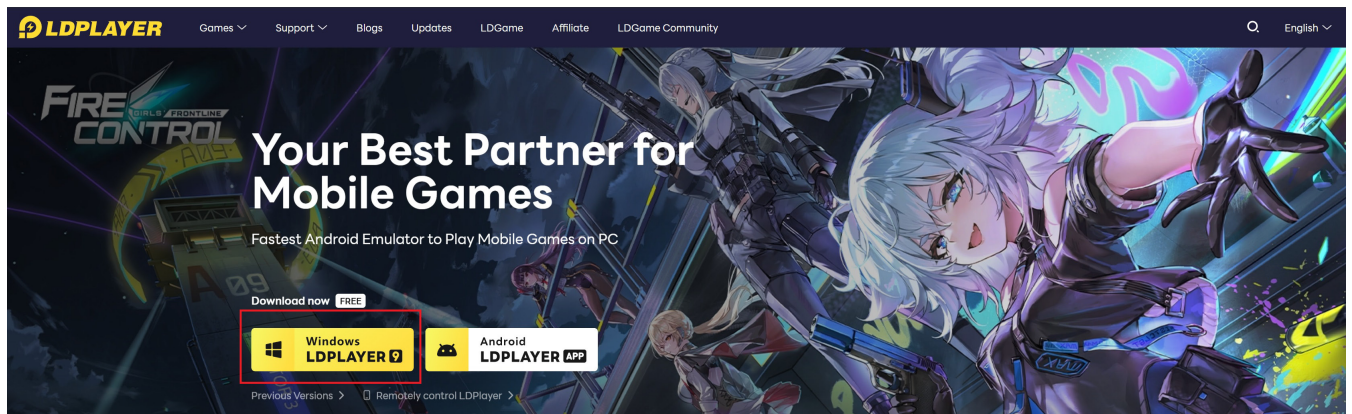 LDPLAYER
Games
Support
Blogs
Updates
LDGame
Affiliate
LDGame Community
English
FIRE
GIRLS FRONTLINE
CONTROL
A09
Your Best Partner for
Mobile Games
Fastest Android Emulator to Play Mobile Games on PC
A 09
Download now FREE
Windows
LDPLAYER 9
Android
LDPLAYER APP
Previous Versions >
Remotely control LDPlayer >
MAX